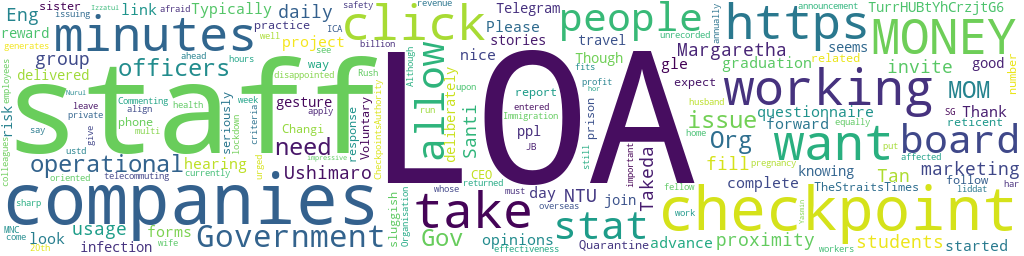 sister
issuing
afraid
Izzatui
Typically
link
daily
Telegram
click
people
https
announcement
TurrHUBtYhCrzjtG6
number
Eng
practice
ICA
safety
minutes
Please
stories
revenue
MONEY
reward
project
billion
travel
Margaretha
group
see
Although
nice
Though
seems
related
annually
unrecorded
delivered
officers
way
disappointed
allow
gle
graduation
good
employees
staff
LOA
working
ahead
well
generates
hours
Rush
report
entered
fits
profit
hor
expect
invite
MOM
Nurul
leave
private
week
seriously
gesture
Voluntary
CheckpointsAuthority
deliberately
Santi
Immigration
prison
issue
husband
questionnaire
SG
Thank
risk
health
criteria
lockdown
apply
phone
Commenting
align
Changi
response
ppl
JB
still
Org
forward
reticent
colleagues
say
give
urged
need
upon
run
want
board
operational
hearing
Ushimaro
CEO
important
Takeda
home
fill
Tan
marketing
ustd
currently
multi
impressive
returned
day
NTU
equally
put
pregnancy
affected
knowing
follow
oriented
telecommuting
companies
take
stat
whose
must
join
checkpoint
complete
TheStraitsTimes
liddat
har
sharp
usage
forms
sluggish
Organisation
Gov
overseas
fellow
work
students
started
MNC
come
look
Government
opinions
advance
proximity
Yasmin
workers
20th
infection
wife
effectiveness
Quarantine